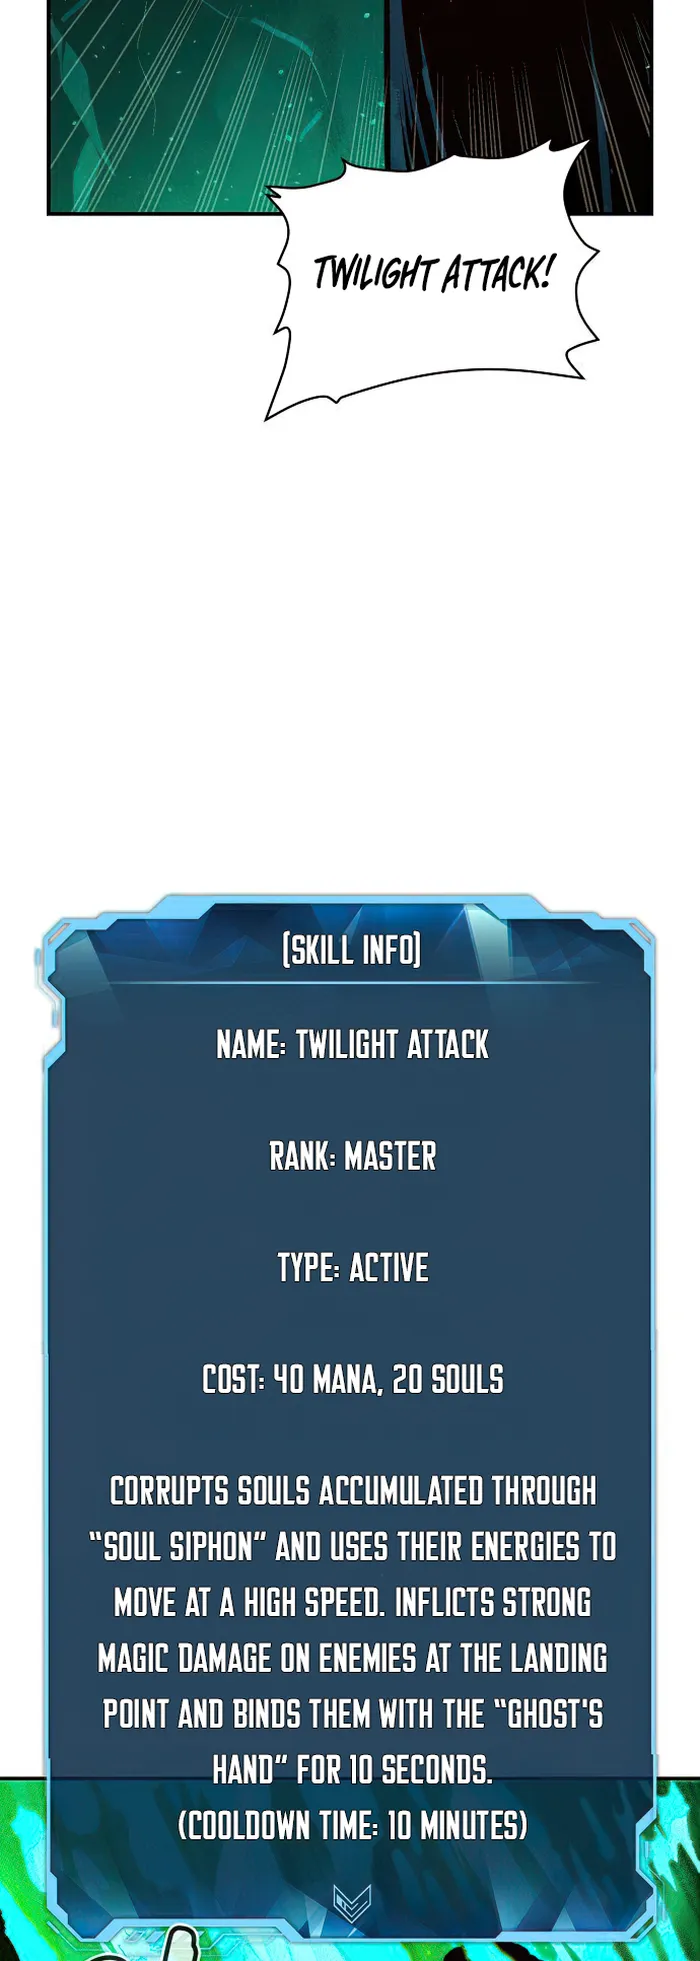 TWILIGHT ATTACK!
[SKILL INFO]
NAME: TWILIGHT ATTACK
RANK: MASTER
TYPE: ACTIVE
COST: 40 MANA, 20 SOULS
CORRUPTS SOULS ACCUMULATED THROUGH
“SOUL SIPHON” AND USES THEIR ENERGIES TO
MOVE AT A HIGH SPEED. INFLICTS STRONG
MAGIC DAMAGE ON ENEMIES AT THE LANDING
POINT AND BINDS THEM WITH THE “GHOST'S
HAND” FOR 10 SECONDS.
(COOLDOWN TIME: 10 MINUTES)